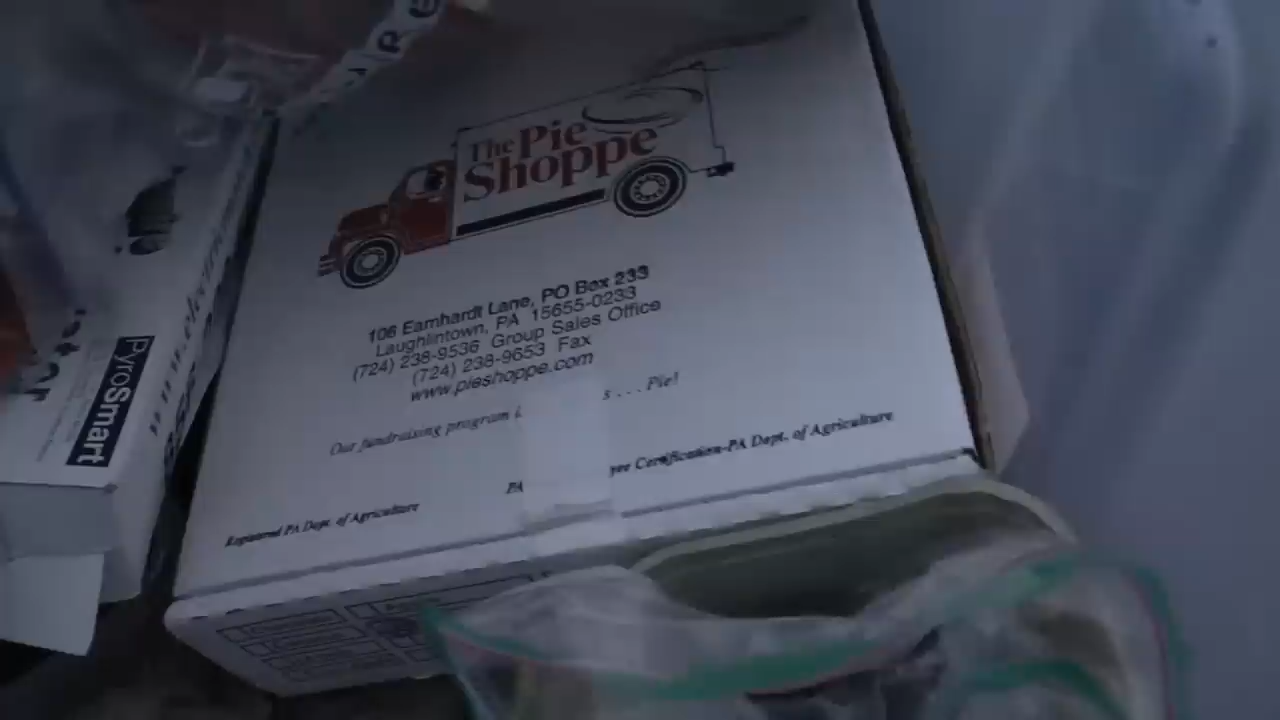 The Pie
Shoppe
106 Earnhardt Lane, PO Box 233
Laughlintown, PA 15655-0233
(724) 238-9536 Group Sales Office
(724) 238-9653 Fax
www.pieshoppe.com
Our fundraising program
s . . . Pie!
PA
yee Certification-PA Dept. of Agriculture
Registered PA Dept. of Agriculture
PyroSmart